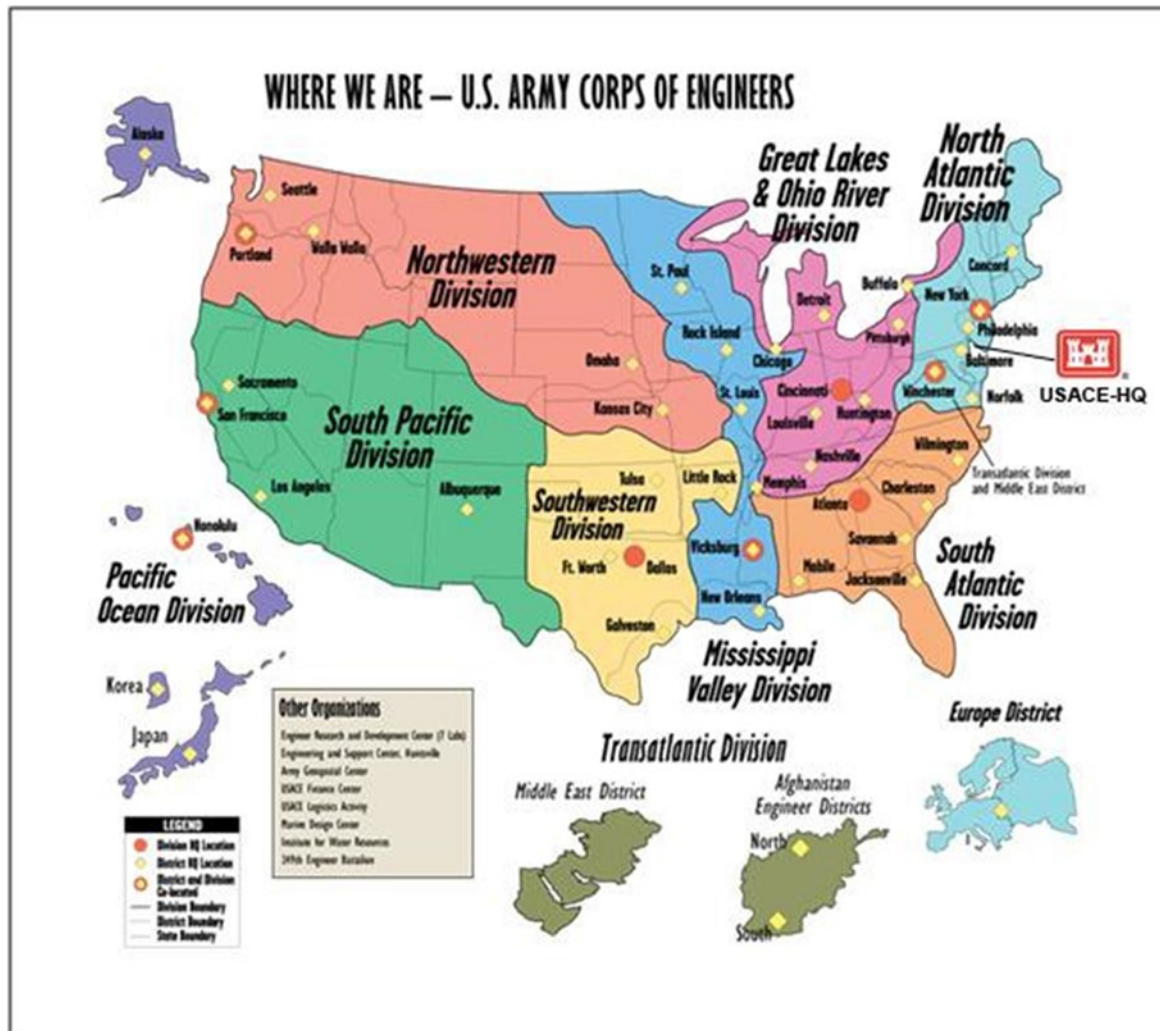 WHERE WE ARE – U.S. ARMY CORPS OF ENGINEERS
Alaska
Seattle
Portland
Walla Walla
Northwestern
Division
Great Lakes
& Ohio River
Division
North
Atlantic
Division
St. Paul
Rock Island
Detroit
Buffalo
Concord
New York
Philadelphia
Pittsburgh
Chicago
Baltimore
®
USACE-HQ
Omaha
Kansas City
St. Louis
Cincinnati
Louisville
Huntington
Winchester
Norfolk
Sacramento
San Francisco
South Pacific
Division
Los Angeles
Albuquerque
Tulsa
Little Rock
Southwestern
Division
Ft. Worth
Dallas
Galveston
Nashville
Memphis
Wilmington
Transatlantic Division
and Middle East District
Charleston
Atlanta
Savannah
Vicksburg
Mobile
Jacksonville
New Orleans
South
Atlantic
Division
Mississippi
Valley Division
Honolulu
Pacific
Ocean Division
Korea
Japan
Other Organizations
Engineer Research and Development Center (7 Labs)
Engineering and Support Center, Huntsville
Army Geospatial Center
USACE Finance Center
USACE Logistics Activity
Marine Design Center
Institute for Water Resources
249th Engineer Battalion
Transatlantic Division
Middle East District
Afghanistan
Engineer Districts
North
South
Europe District
LEGEND
Division HQ Location
District HQ Location
District and Division
Co-located
Division Boundary
District Boundary
State Boundary